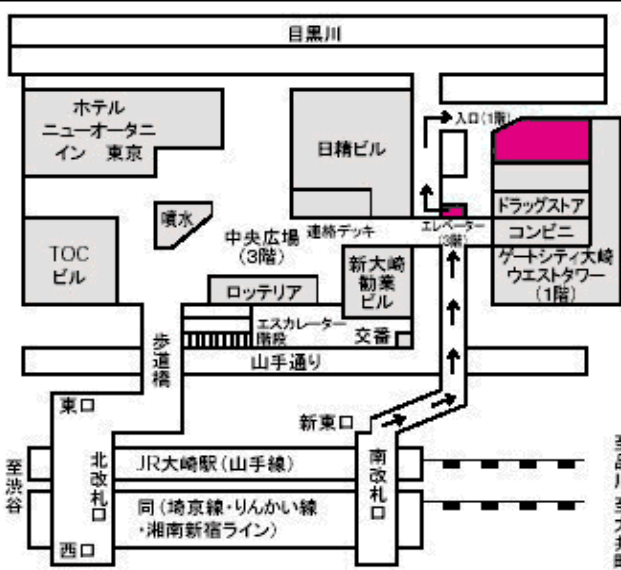 目黒川
ホテル
ニューオータニ
イン 東京
日精ビル
入口(1階)
ドラッグストア
コンビニ
ゲートシティ大崎
ウエストタワー
(1階)
エレベーター
(3階)
連絡デッキ
噴水
中央広場
(3階)
TOC
ビル
新大崎
勧業
ビル
ロッテリア
エスカレーター
階段
交番
歩道橋
山手通り
東口
新東口
至渋谷
北改札口
JR大崎駅(山手線)
南改札口
同(埼京線・りんかい線
・湘南新宿ライン)
西口
至品川
至大井町